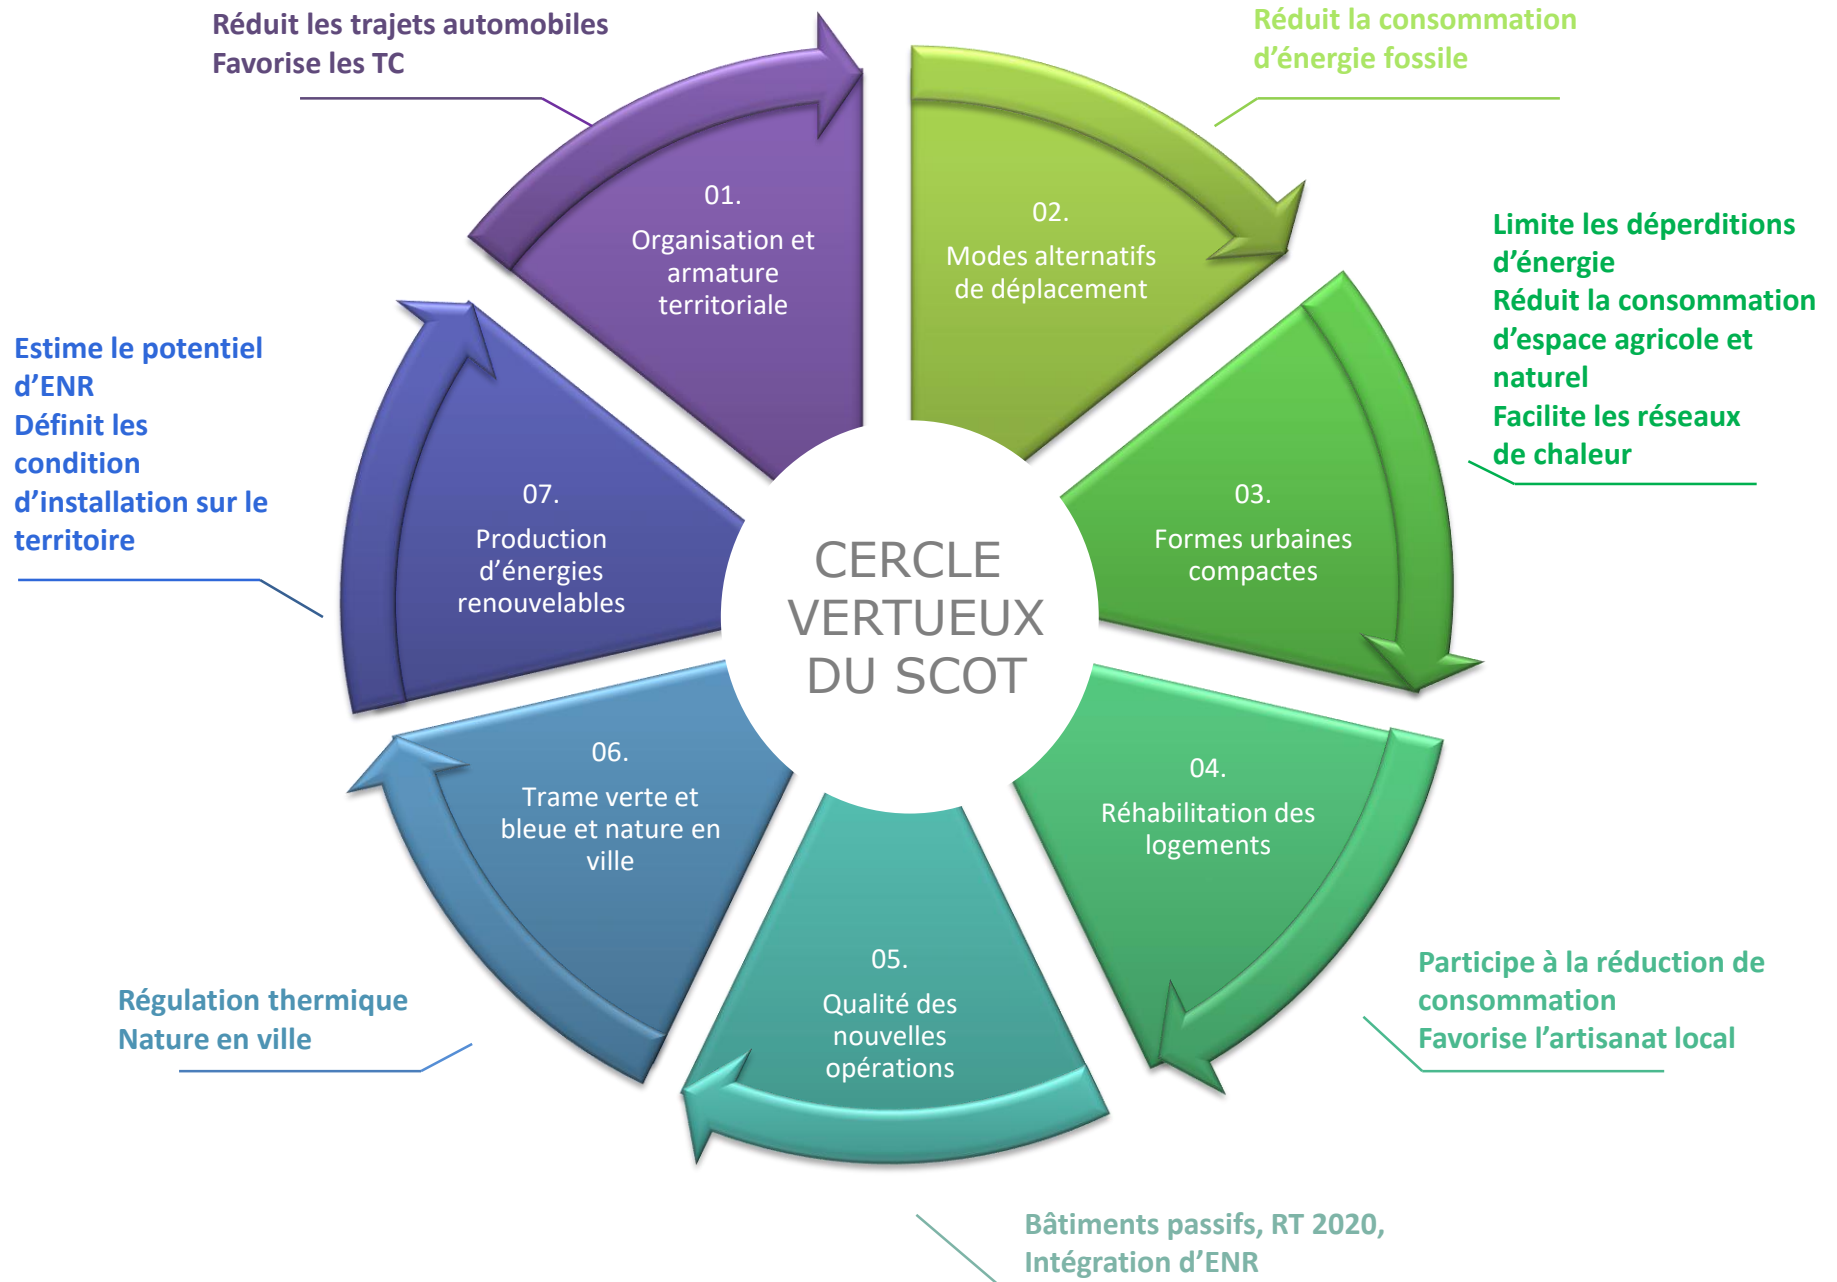 Réduit les trajets automobiles
Favorise les TC
Réduit la consommation
d’énergie fossile
01.
Organisation et
armature
territoriale
02.
Modes alternatifs
de déplacement
Limite les déperditions
d’énergie
Réduit la consommation
d’espace agricole et
naturel
Facilite les réseaux
de chaleur
03.
Formes urbaines
compactes
04.
Réhabilitation des
logements
Participe à la réduction de
consommation
Favorise l’artisanat local
05.
Qualité des
nouvelles
opérations
Bâtiments passifs, RT 2020,
Intégration d’ENR
06.
Trame verte et
bleue et nature en
ville
Régulation thermique
Nature en ville
07.
Production
d’énergies
renouvelables
Estime le potentiel
d’ENR
Définit les
condition
d’installation sur le
territoire
CERCLE
VERTUEUX
DU SCOT